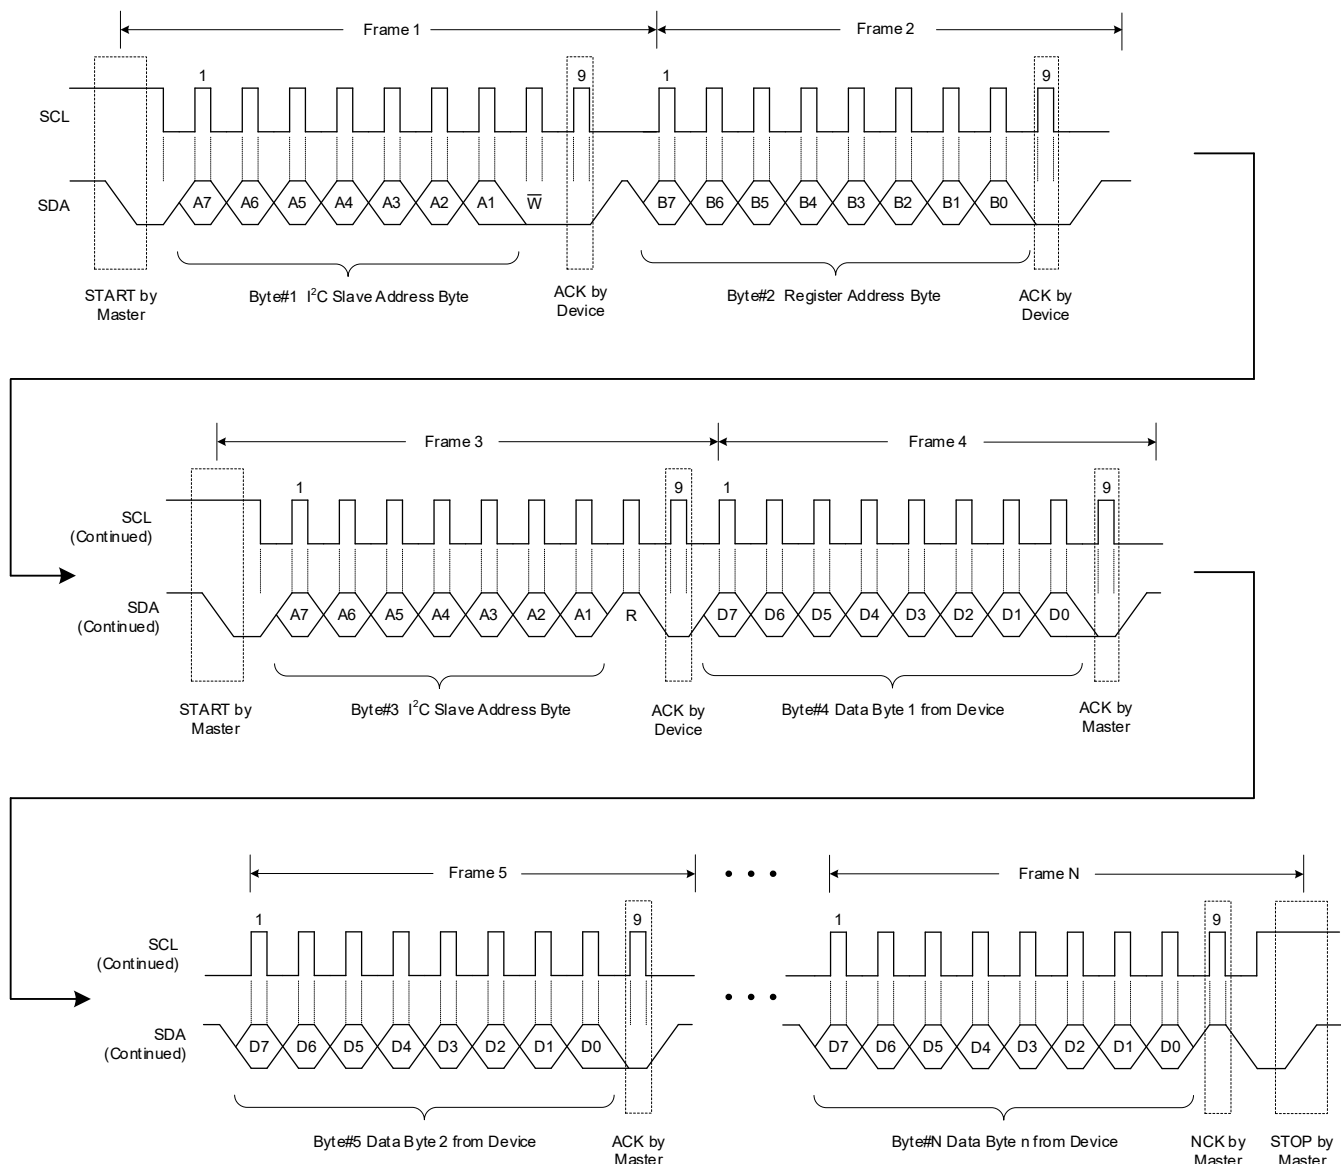 Frame 1 Frame 2
1 9 1 9
SCL
SDA A7 A6 A5 A4 A3 A2 A1 W̅ B7 B6 B5 B4 B3 B2 B1 B0
START by
Master
Byte#1 I²C Slave Address Byte
ACK by
Device
Byte#2 Register Address Byte
ACK by
Device
Frame 3 Frame 4
1 9 1 9
SCL
(Continued)
SDA
(Continued)
A7 A6 A5 A4 A3 A2 A1 R D7 D6 D5 D4 D3 D2 D1 D0
START by
Master
Byte#3 I²C Slave Address Byte
ACK by
Device
Byte#4 Data Byte 1 from Device
ACK by
Master
Frame 5 • • • Frame N
1 9 1 9
SCL
(Continued)
• • •
SDA
(Continued)
D7 D6 D5 D4 D3 D2 D1 D0 D7 D6 D5 D4 D3 D2 D1 D0
Byte#5 Data Byte 2 from Device
ACK by
Master
Byte#N Data Byte n from Device
NCK by
Master
STOP by
Master